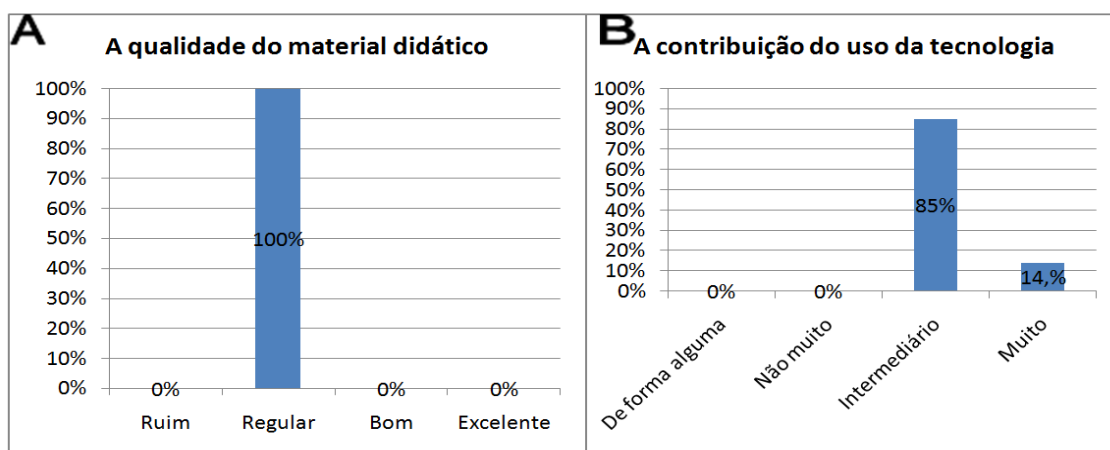 A
A qualidade do material didático
100%
90%
80%
70%
60%
50%
40%
30%
20%
10%
0%
0%
100%
0%
0%
Ruim
Regular
Bom
Excelente
B
A contribuição do uso da tecnologia
100%
90%
80%
70%
60%
50%
40%
30%
20%
10%
0%
0%
0%
85%
14,%
De forma alguma
Não muito
Intermediário
Muito